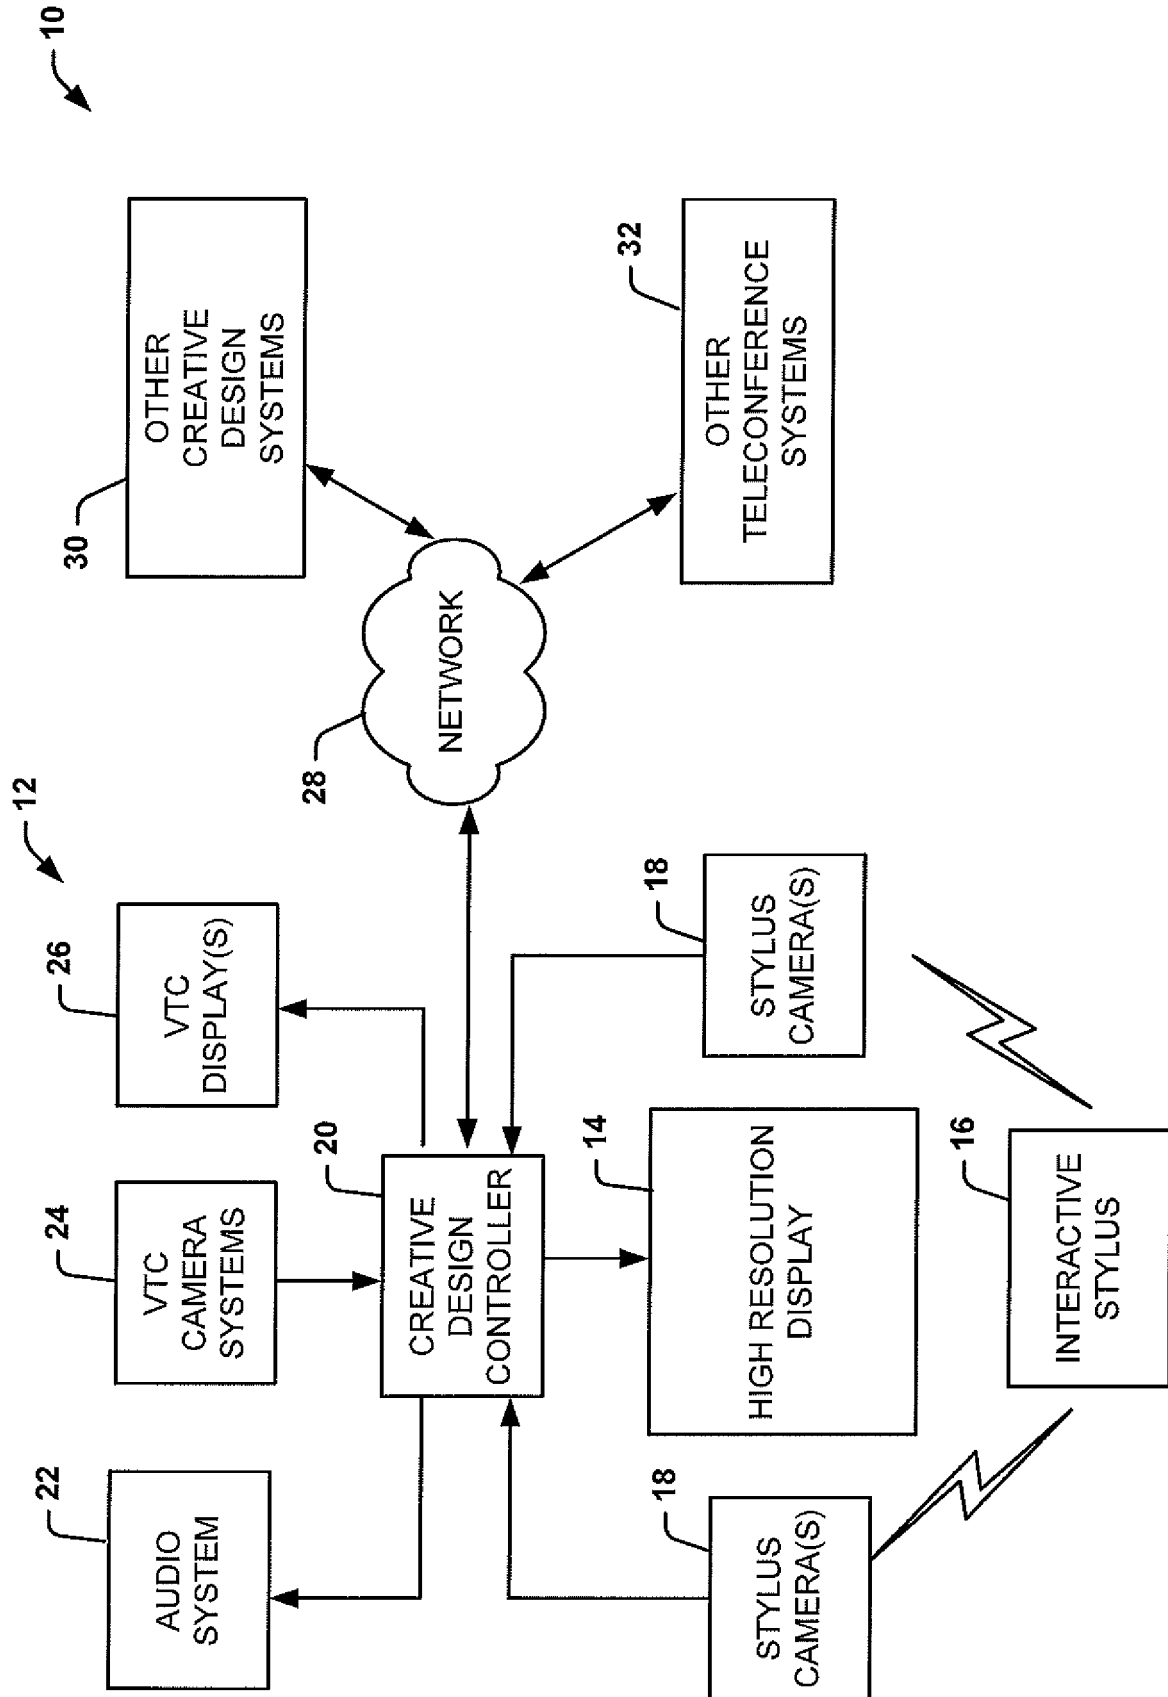 10
12
22
AUDIO
SYSTEM
24
VTC
CAMERA
SYSTEMS
26
VTC
DISPLAY(S)
30
OTHER
CREATIVE
DESIGN
SYSTEMS
20
CREATIVE
DESIGN
CONTROLLER
28
NETWORK
18
STYLUS
CAMERA(S)
14
HIGH RESOLUTION
DISPLAY
18
STYLUS
CAMERA(S)
32
OTHER
TELECONFERENCE
SYSTEMS
16
INTERACTIVE
STYLUS